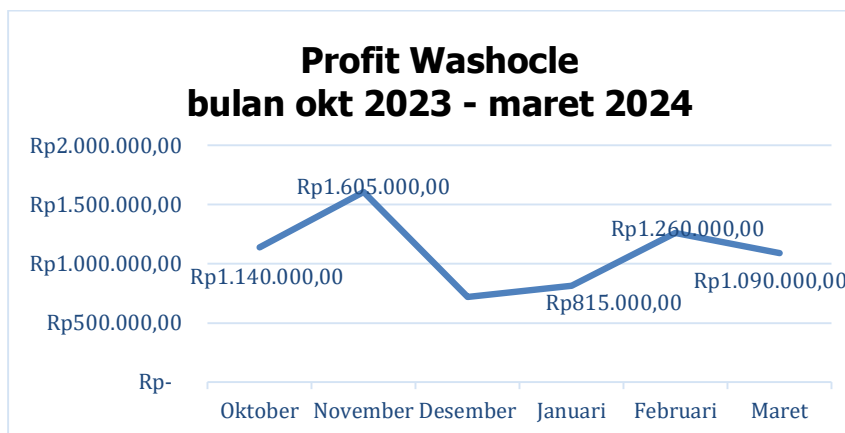 Profit Washocle
bulan okt 2023 - maret 2024
Rp2.000.000,00
Rp1.500.000,00
Rp1.000.000,00
Rp500.000,00
Rp-
Rp1.140.000,00
Rp1.605.000,00
Rp815.000,00
Rp1.260.000,00
Rp1.090.000,00
Oktober November Desember Januari Februari Maret